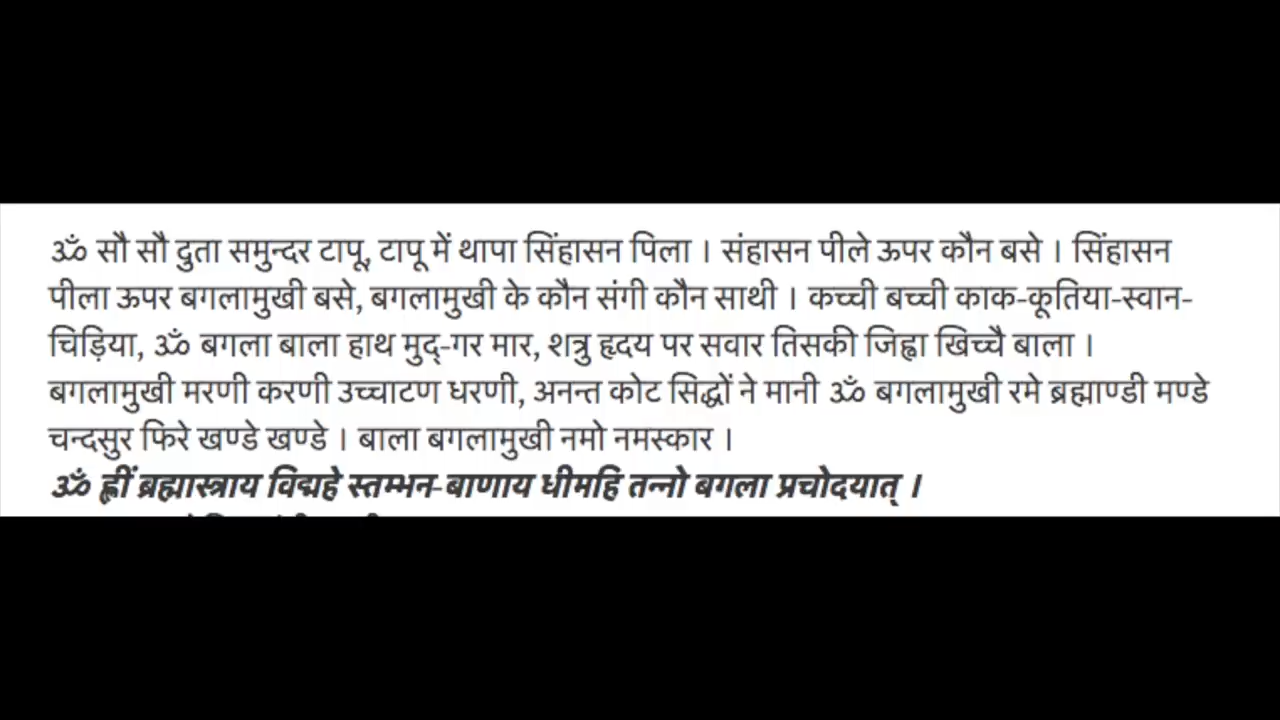 ॐ सौ सौ दुता समुन्दर टापू, टापू में थापा सिंहासन पिला । संहासन पीले ऊपर कौन बसे । सिंहासन
पीला ऊपर बगलामुखी बसे, बगलामुखी के कौन संगी कौन साथी । कच्ची बच्ची काक-कूतिया-स्वान-
चिड़िया, ॐ बगला बाला हाथ मुद्-गर मार, शत्रु हृदय पर सवार तिसकी जिह्वा खिच्चै बाला ।
बगलामुखी मरणी करणी उच्चाटण धरणी, अनन्त कोट सिद्धों ने मानी ॐ बगलामुखी रमे ब्रह्माण्डी मण्डे
चन्दसुर फिरे खण्डे खण्डे । बाला बगलामुखी नमो नमस्कार ।
ॐ ह्लीं ब्रह्मास्त्राय विद्महे स्तम्भन-बाणाय धीमहि तन्नो बगला प्रचोदयात् ।